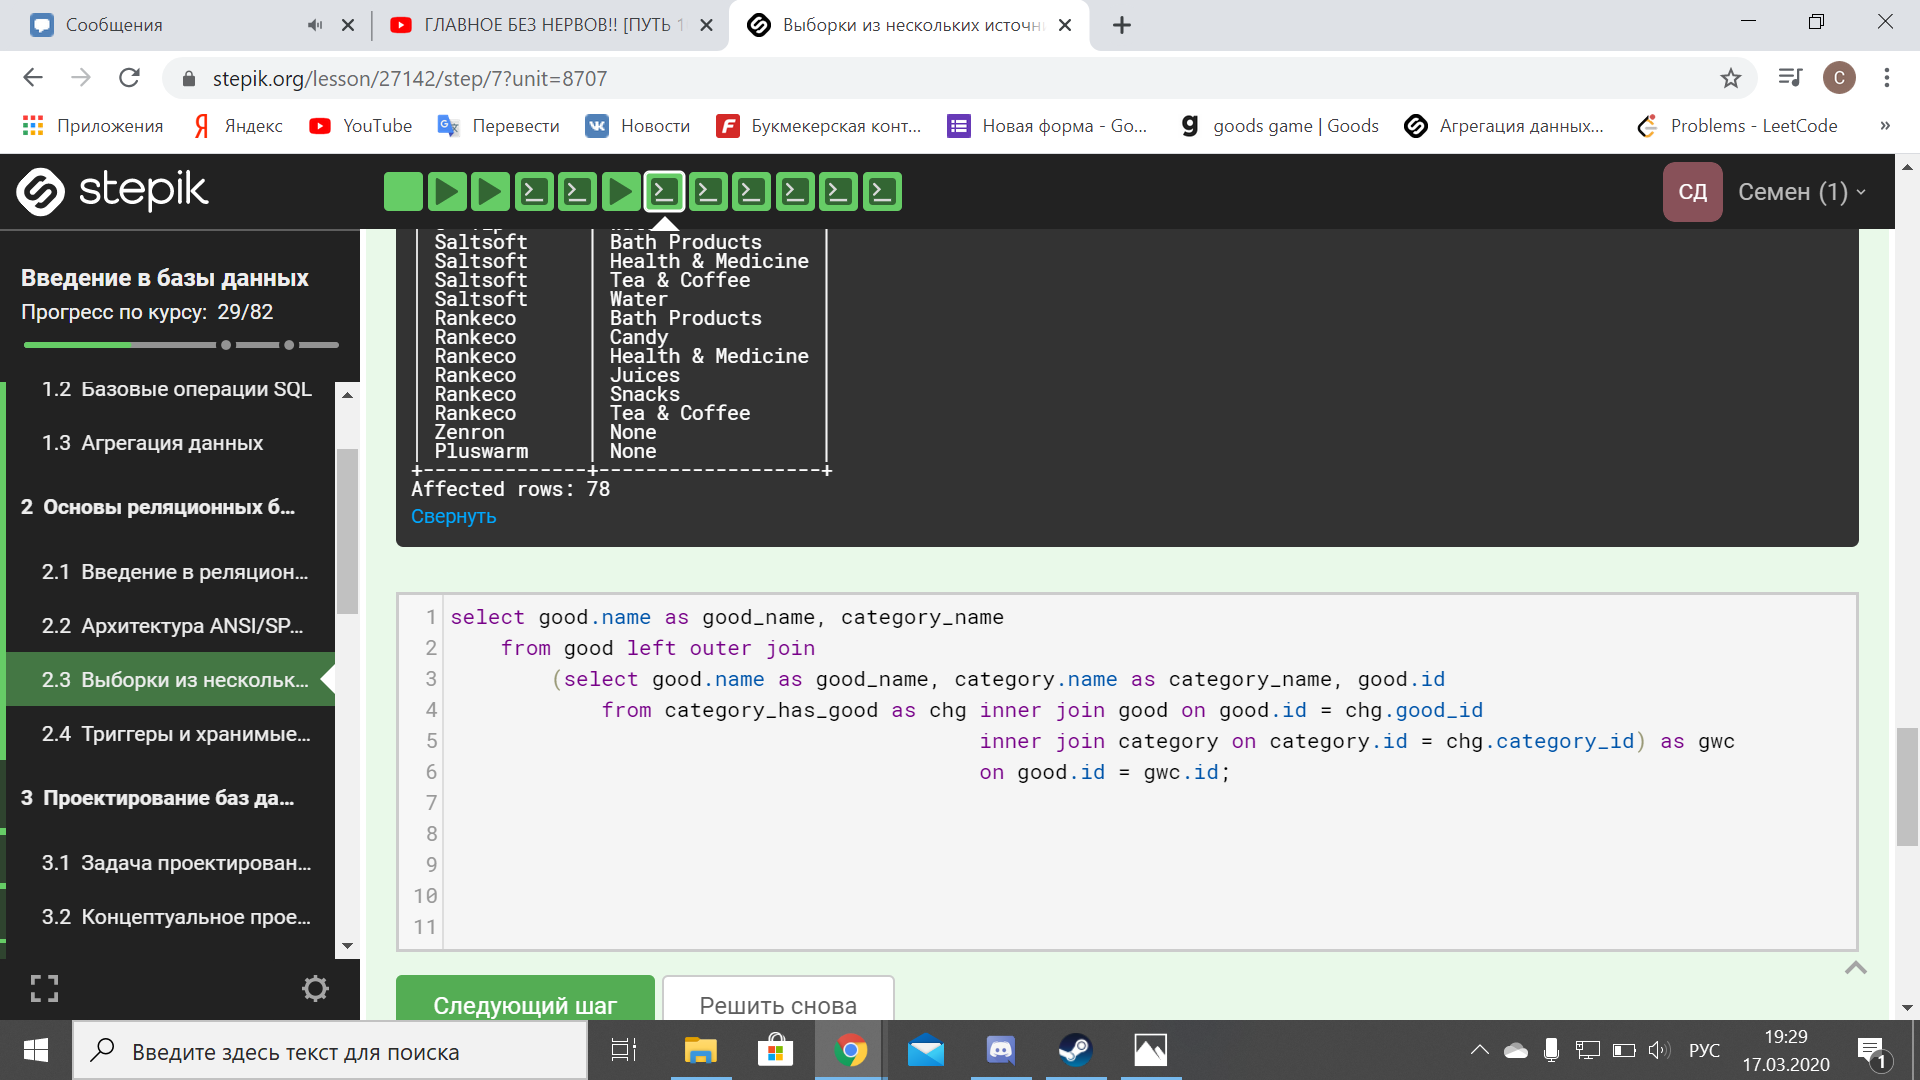 Сообщения
ГЛАВНОЕ БЕЗ НЕРВОВ!! [ПУТЬ
Выборки из нескольких источн
stepik.org/lesson/27142/step/7?unit=8707
Приложения
Яндекс
YouTube
Перевести
Новости
Букмекерская конт...
Новая форма - Go...
goods game | Goods
Агрегация данных...
Problems - LeetCode
»
stepik
СД
Семен (1)
Введение в базы данных
Прогресс по курсу: 29/82
1.2 Базовые операции SQL
1.3 Агрегация данных
2 Основы реляционных б...
2.1 Введение в реляцион...
2.2 Архитектура ANSI/SP...
2.3 Выборки из нескольк...
2.4 Триггеры и хранимые...
3 Проектирование баз да...
3.1 Задача проектирован...
3.2 Концептуальное прое...
| Saltsoft | Bath Products |
| Saltsoft | Health & Medicine |
| Saltsoft | Tea & Coffee |
| Saltsoft | Water |
| Rankeco | Bath Products |
| Rankeco | Candy |
| Rankeco | Health & Medicine |
| Rankeco | Juices |
| Rankeco | Snacks |
| Rankeco | Tea & Coffee |
| Zenron | None |
| Pluswarm | None |
+--------------+-------------------+
Affected rows: 78
Свернуть
1 select good.name as good_name, category_name
2 from good left outer join
3 (select good.name as good_name, category.name as category_name, good.id
4 from category_has_good as chg inner join good on good.id = chg.good_id
5 inner join category on category.id = chg.category_id) as gwc
6 on good.id = gwc.id;
7
8
9
10
11
Следующий шаг
Решить снова
Введите здесь текст для поиска
РУС
19:29
17.03.2020
1
C